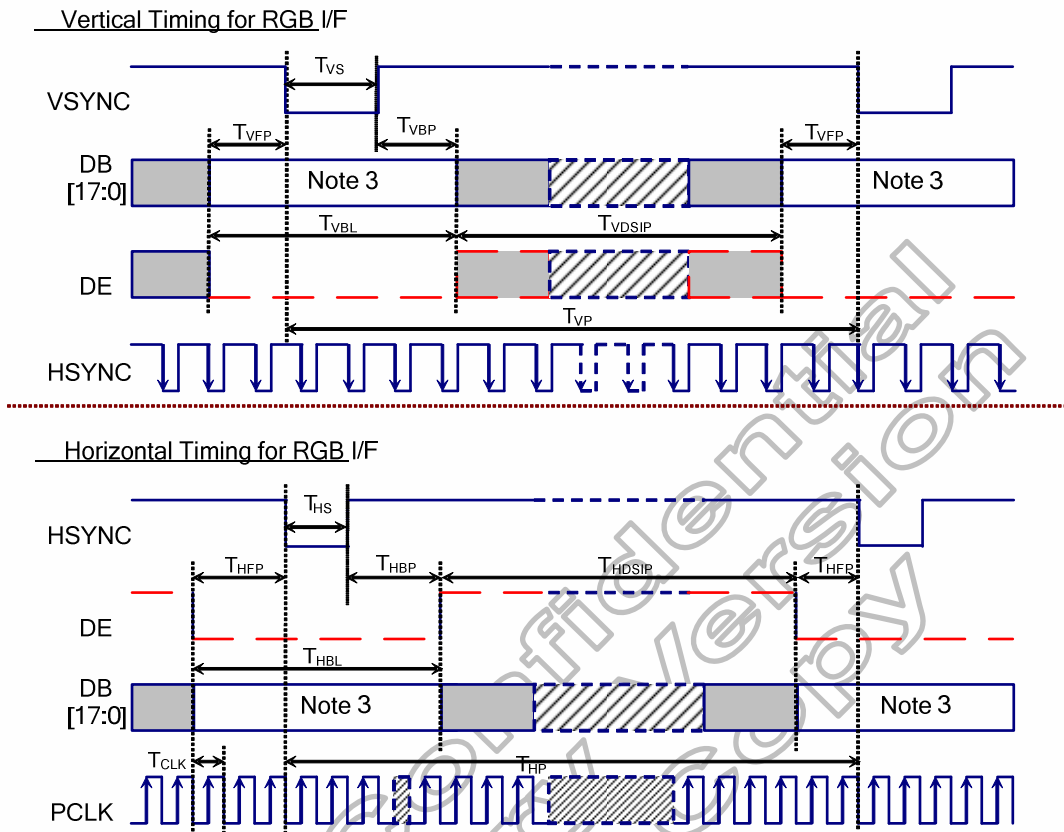 Vertical Timing for RGB I/F
TVS
VSYNC
TVFP
TVBP
TVFP
DB
[17:0]
Note 3
Note 3
TVBL
TVDSIP
DE
TVP
HSYNC
Horizontal Timing for RGB I/F
THS
HSYNC
THFP
THBP
THDSIP
THFP
DE
THBL
DB
[17:0]
Note 3
Note 3
TCLK
THP
PCLK
Confidential
Version
Copy